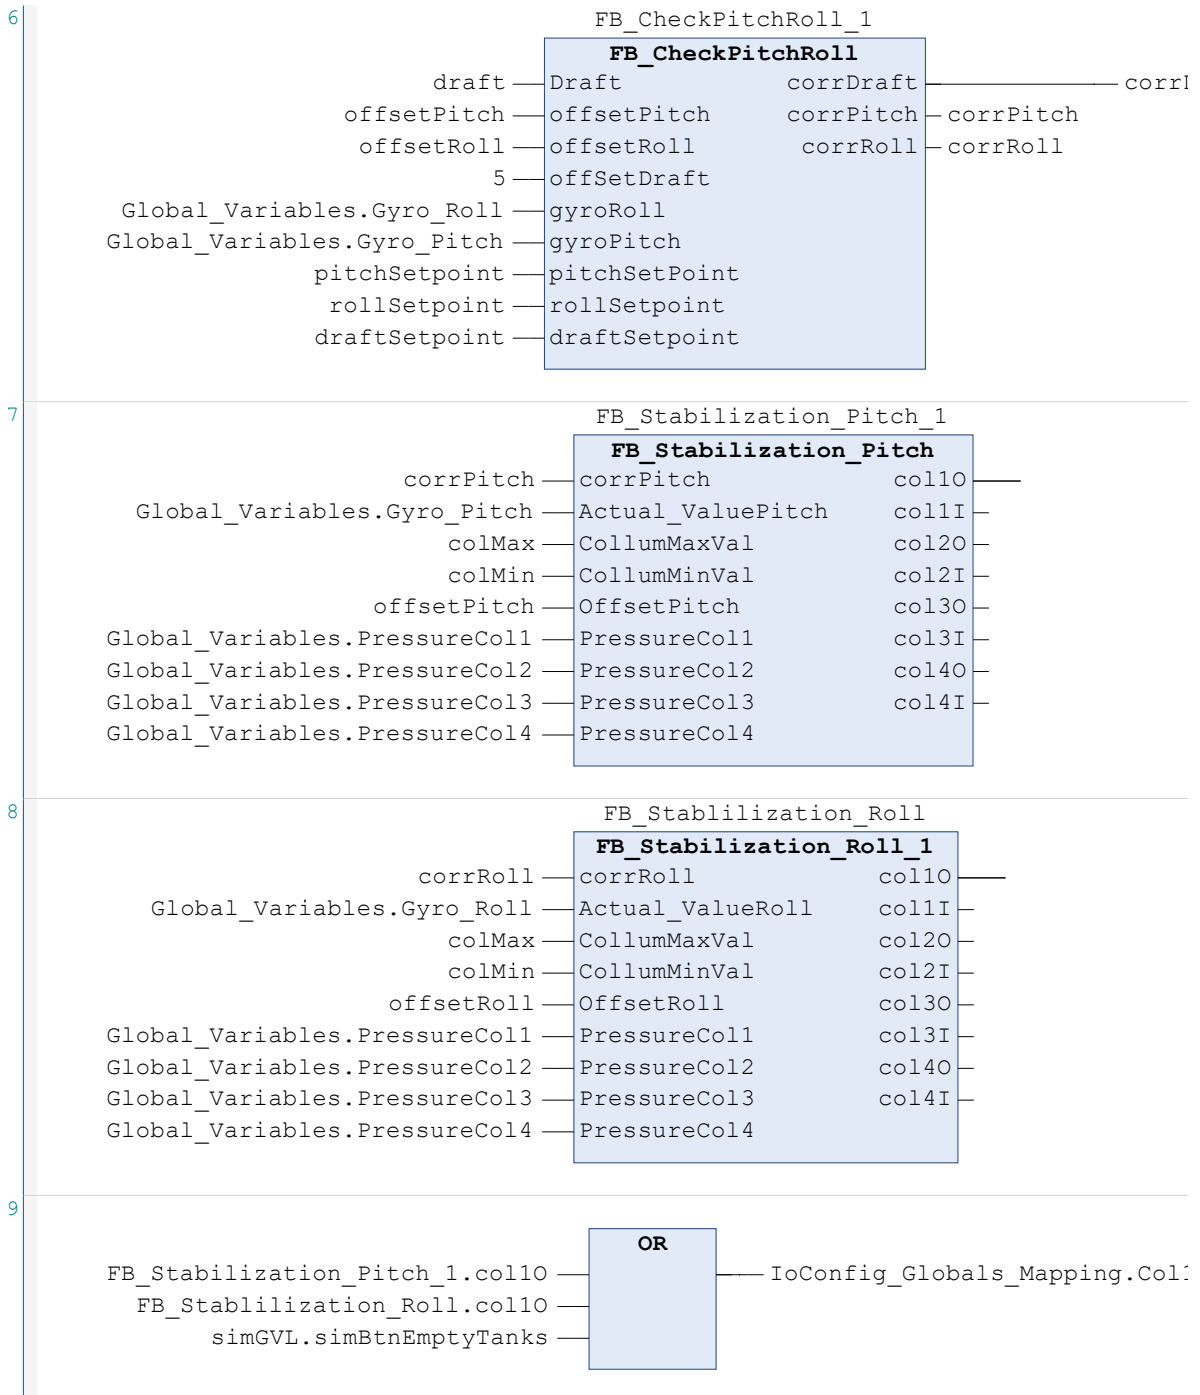 6
FB_CheckPitchRoll_1
FB_CheckPitchRoll
draft Draft corrDraft corrD
offsetPitch offsetPitch corrPitch corrPitch
offsetRoll offsetRoll corrRoll corrRoll
5 offSetDraft
Global_Variables.Gyro_Roll gyroRoll
Global_Variables.Gyro_Pitch gyroPitch
pitchSetpoint pitchSetPoint
rollSetpoint rollSetpoint
draftSetpoint draftSetpoint
7
FB_Stabilization_Pitch_1
FB_Stabilization_Pitch
corrPitch corrPitch col1O
Global_Variables.Gyro_Pitch Actual_ValuePitch col1I
colMax CollumMaxVal col2O
colMin CollumMinVal col2I
offsetPitch OffsetPitch col3O
Global_Variables.PressureCol1 PressureCol1 col3I
Global_Variables.PressureCol2 PressureCol2 col4O
Global_Variables.PressureCol3 PressureCol3 col4I
Global_Variables.PressureCol4 PressureCol4
8
FB_Stablilization_Roll
FB_Stabilization_Roll_1
corrRoll corrRoll col1O
Global_Variables.Gyro_Roll Actual_ValueRoll col1I
colMax CollumMaxVal col2O
colMin CollumMinVal col2I
offsetRoll OffsetRoll col3O
Global_Variables.PressureCol1 PressureCol1 col3I
Global_Variables.PressureCol2 PressureCol2 col4O
Global_Variables.PressureCol3 PressureCol3 col4I
Global_Variables.PressureCol4 PressureCol4
9
OR
FB_Stabilization_Pitch_1.col1O IoConfig_Globals_Mapping.Col1
FB_Stablilization_Roll.col1O
simGVL.simBtnEmptyTanks